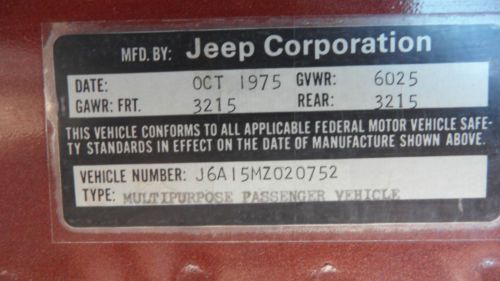 MFD. BY: Jeep Corporation
DATE: OCT 1975 GVWR: 6025
GAWR: FRT. 3215 REAR: 3215
THIS VEHICLE CONFORMS TO ALL APPLICABLE FEDERAL MOTOR VEHICLE SAFE-
TY STANDARDS IN EFFECT ON THE DATE OF MANUFACTURE SHOWN ABOVE.
VEHICLE NUMBER: J6A15MZ020752
TYPE: MULTIPURPOSE PASSENGER VEHICLE